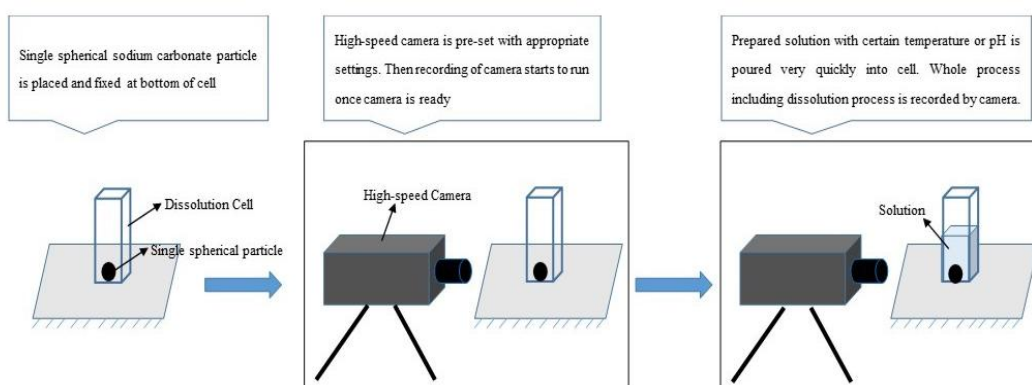 Single spherical sodium carbonate particle
is placed and fixed at bottom of cell
High-speed camera is pre-set with appropriate
settings. Then recording of camera starts to run
once camera is ready
Prepared solution with certain temperature or pH is
poured very quickly into cell. Whole process
including dissolution process is recorded by camera.
Dissolution Cell
Single spherical particle
High-speed Camera
Solution